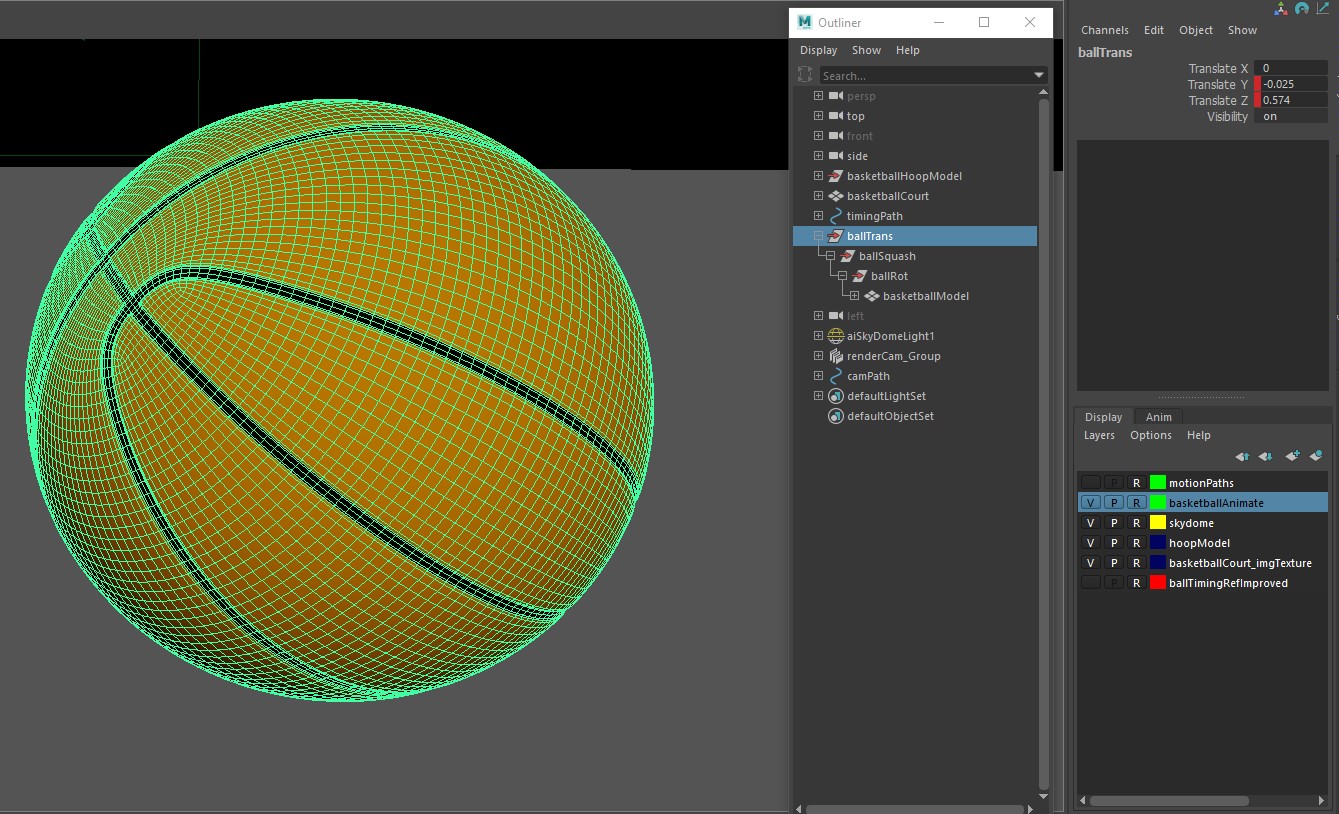 Outliner
Display Show Help
Search...
persp
top
front
side
basketballHoopModel
basketballCourt
timingPath
ballTrans
ballSquash
ballRot
basketballModel
left
aiSkyDomeLight1
renderCam_Group
camPath
defaultLightSet
defaultObjectSet
Channels Edit Object Show
ballTrans
Translate X 0
Translate Y -0.025
Translate Z 0.574
Visibility on
Display Anim
Layers Options Help
P R motionPaths
V P R basketballAnimate
V P R skydome
V P R hoopModel
V P R basketballCourt_imgTexture
P R ballTimingRefImproved